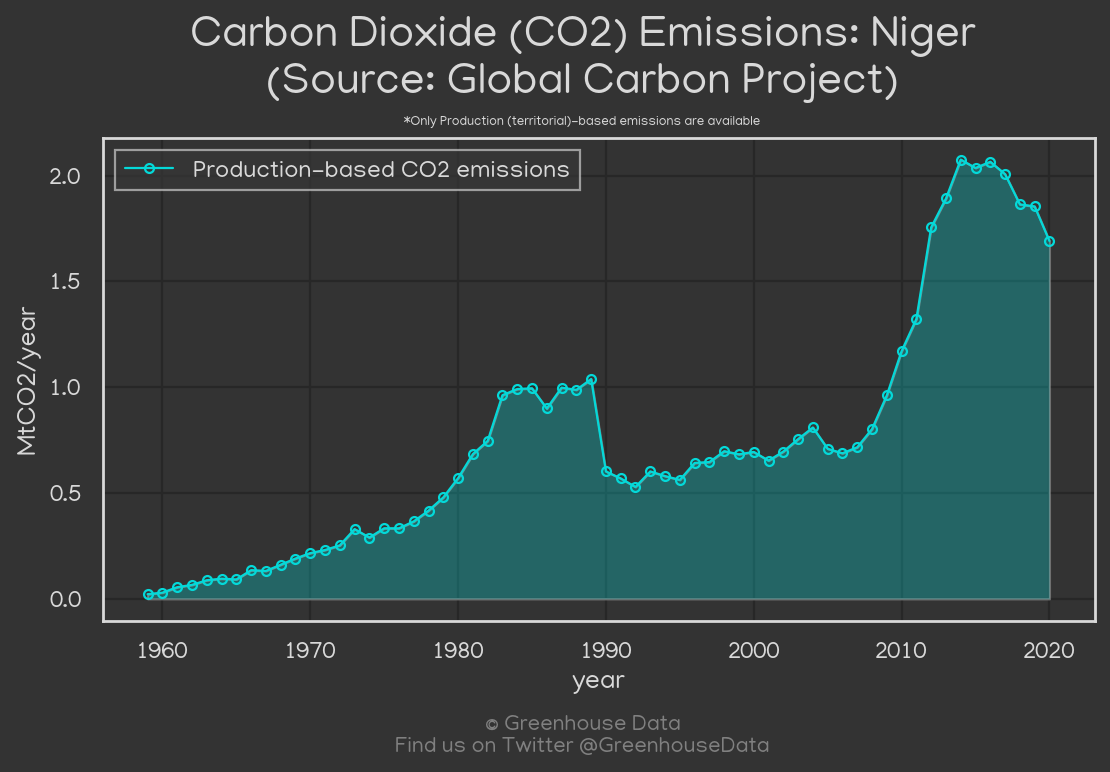 Carbon Dioxide (CO2) Emissions: Niger
(Source: Global Carbon Project)
*Only Production (territorial)-based emissions are available
Production-based CO2 emissions
2.0
1.5
1.0
0.5
0.0
MtCO2/year
1960 1970 1980 1990 2000 2010 2020
year
© Greenhouse Data
Find us on Twitter @GreenhouseData